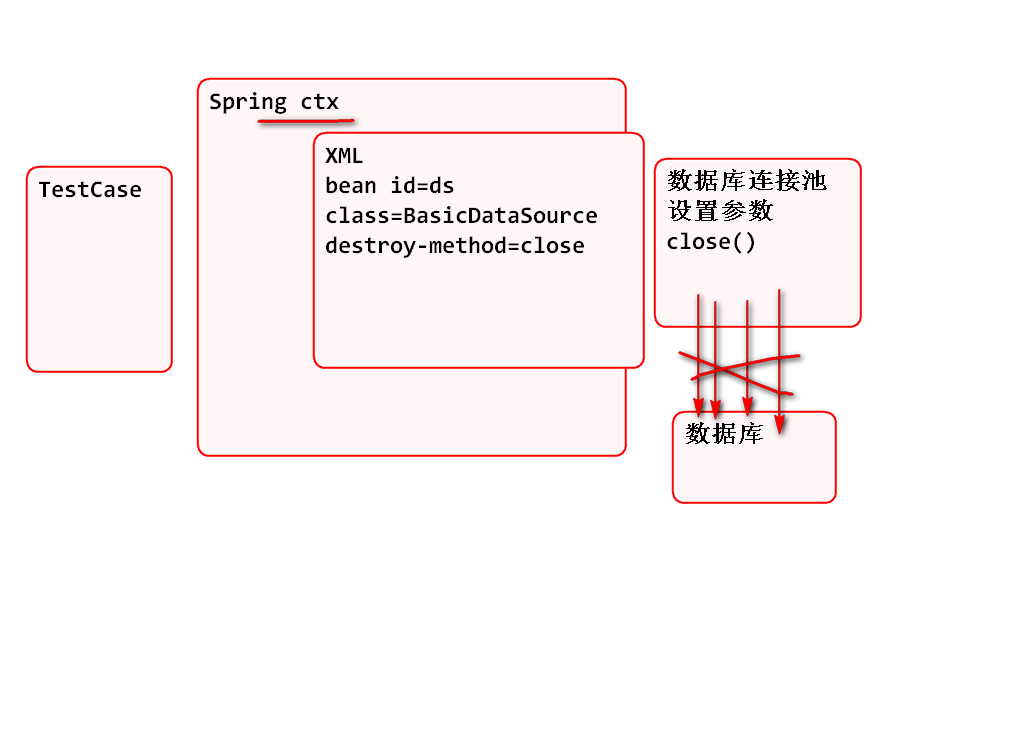 Spring ctx
XML
bean id=ds
class=BasicDataSource
destroy-method=close
TestCase
数据库连接池
设置参数
close()
数据库